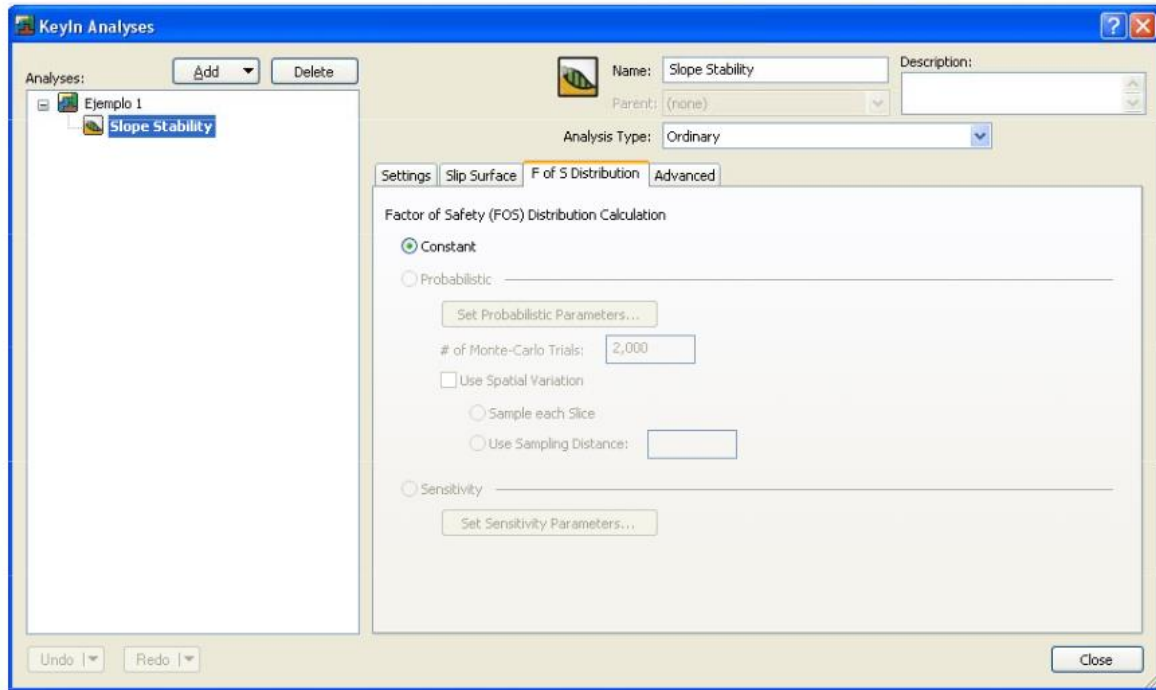 KeyIn Analyses
Analyses:
Add
Delete
Ejemplo 1
Slope Stability
Name: Slope Stability
Description:
Parent: (none)
Analysis Type: Ordinary
Settings
Slip Surface
F of S Distribution
Advanced
Factor of Safety (FOS) Distribution Calculation
Constant
Probabilistic
Set Probabilistic Parameters...
# of Monte-Carlo Trials: 2,000
Use Spatial Variation
Sample each Slice
Use Sampling Distance:
Sensitivity
Set Sensitivity Parameters...
Undo
Redo
Close